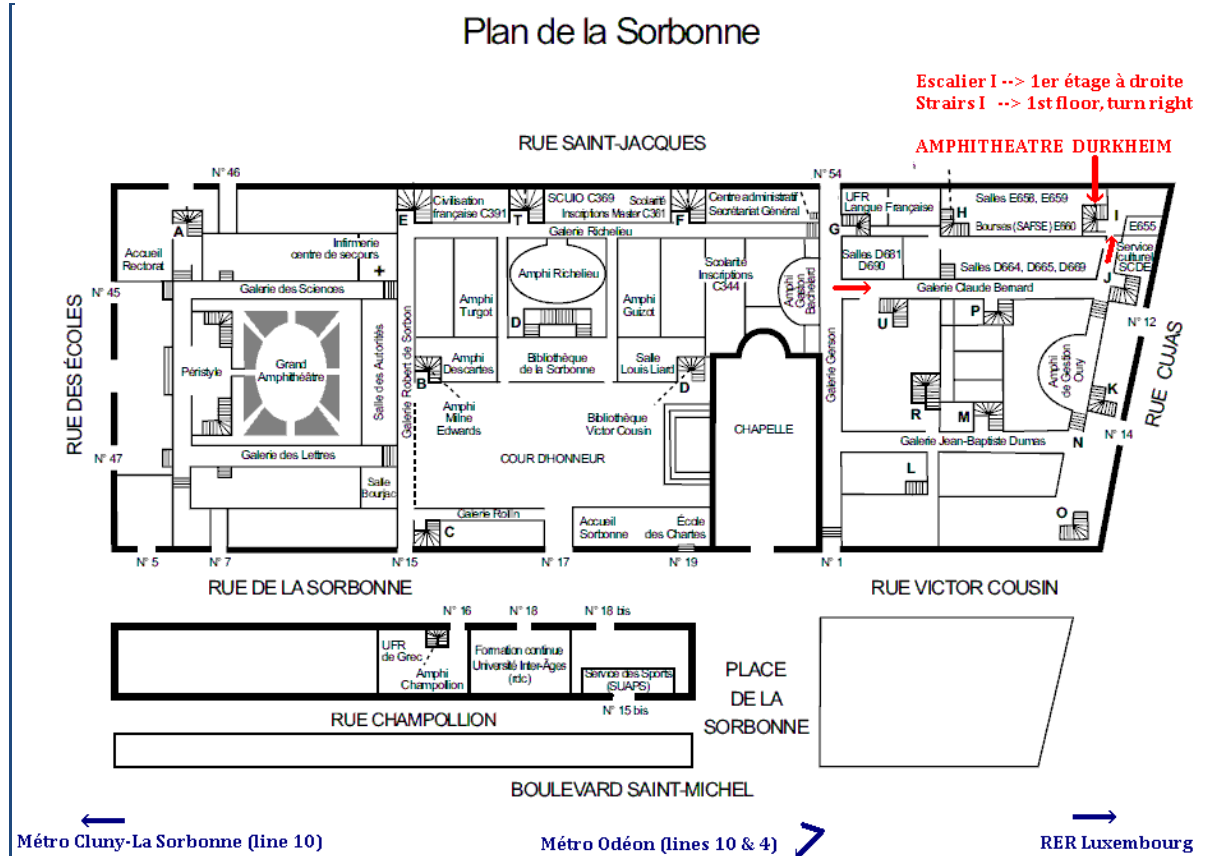 Plan de la Sorbonne
Escalier I --> 1er étage à droite
Strairs I --> 1st floor, turn right
AMPHITHEATRE DURKHEIM
RUE SAINT-JACQUES
N° 46
N° 54
A
Accueil
Rectorat
Infirmerie
centre de secours
E
Civilisation
française C391
T
SCUIO C369
Scolarité
Inscriptions Master C361
F
Centre administratif
Secrétariat Général
G
UFR
Langue Française
H
Salles E658, E659
Bourses (SAFSE) E660
I
E655
Service
culturel
SCDE
J
Galerie Richelieu
Salles D681
D690
Salles D664, D665, D669
N° 45
Galerie des Sciences
Amphi
Turgot
Amphi Richelieu
D
Amphi
Guizot
Scolarité
Inscriptions
C344
Amphi
Gaston
Bachelard
Galerie Claude Bernard
U
P
N° 12
RUE DES ÉCOLES
Péristyle
Grand
Amphithéâtre
Salle des Autorités
Galerie Robert de Sorbon
Amphi
Descartes
B
Amphi
Milne
Edwards
Bibliothèque
de la Sorbonne
Salle
Louis Liard
D
Bibliothèque
Victor Cousin
CHAPELLE
Galerie Gerson
Amphi
de Gestion
Oury
R
M
K
N
N° 14
RUE CUJAS
N° 47
Galerie des Lettres
Salle
Bourjac
COUR D'HONNEUR
Galerie Jean-Baptiste Dumas
L
O
Galerie Rollin
C
Accueil
Sorbonne
École
des Chartes
N° 5
N° 7
N° 15
N° 17
N° 19
N° 1
RUE DE LA SORBONNE
RUE VICTOR COUSIN
N° 16
N° 18
N° 18 bis
UFR
de Grec
Amphi
Champollion
Formation continue
Université Inter-Âges
(rdc)
Service des Sports
(SUAPS)
N° 15 bis
PLACE
DE LA
SORBONNE
RUE CHAMPOLLION
BOULEVARD SAINT-MICHEL
Métro Cluny-La Sorbonne (line 10)
Métro Odéon (lines 10 & 4)
RER Luxembourg